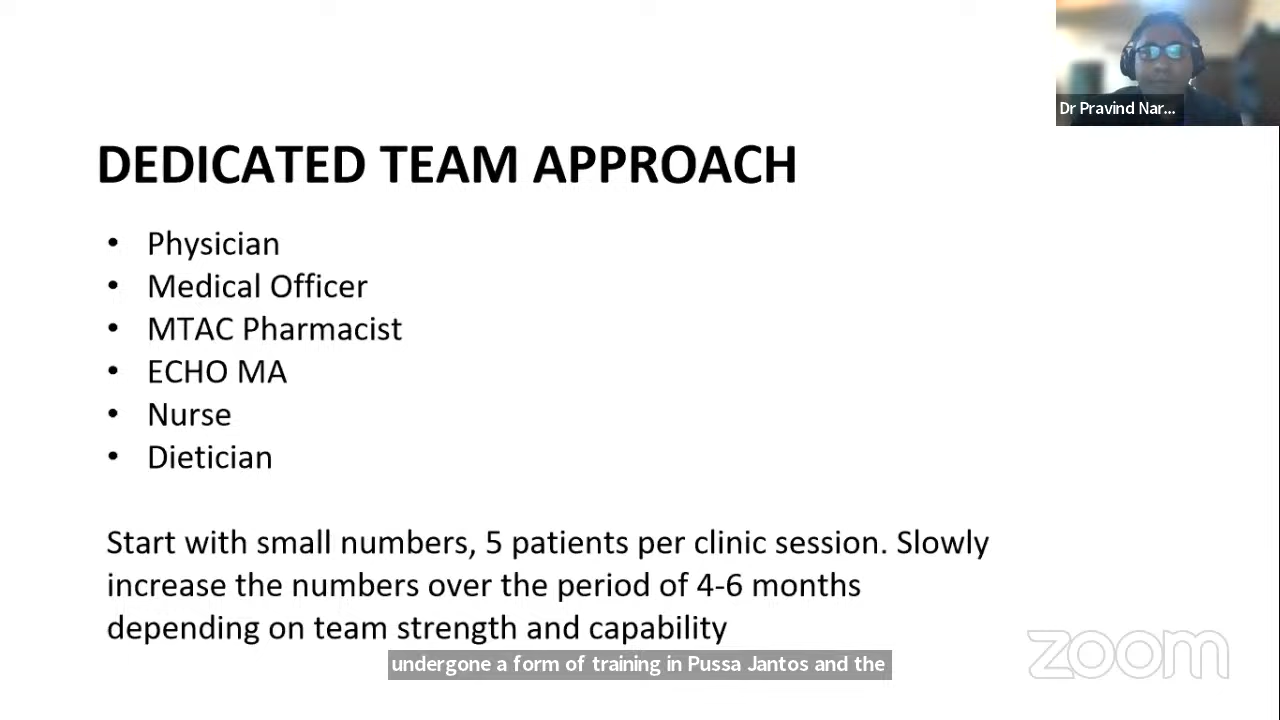 Dr Pravind Nar...
DEDICATED TEAM APPROACH
• Physician
• Medical Officer
• MTAC Pharmacist
• ECHO MA
• Nurse
• Dietician
Start with small numbers, 5 patients per clinic session. Slowly
increase the numbers over the period of 4-6 months
depending on team strength and capability
undergone a form of training in Pussa Jantos and the
zoom